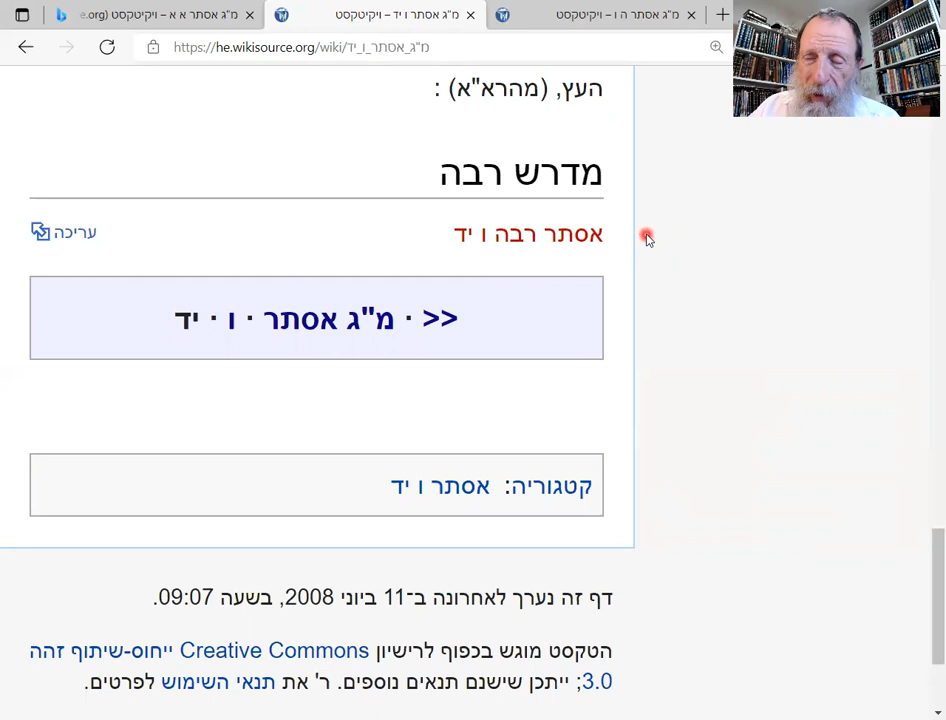 מ"ג אסתר א א – ויקיטקסט (e.org
מ"ג אסתר ו יד – ויקיטקסט
מ"ג אסתר ה ו – ויקיטקסט
https://he.wikisource.org/wiki/מ"ג_אסתר_ו_יד
העץ, (מהרא"א) :
מדרש רבה
אסתר רבה ו יד
עריכה
<< · מ"ג אסתר · ו · יד
קטגוריה: אסתר ו יד
דף זה נערך לאחרונה ב־11 ביוני 2008, בשעה 09:07.
הטקסט מוגש בכפוף לרישיון Creative Commons ייחוס-שיתוף זהה
3.0; ייתכן שישנם תנאים נוספים. ר' את תנאי השימוש לפרטים.